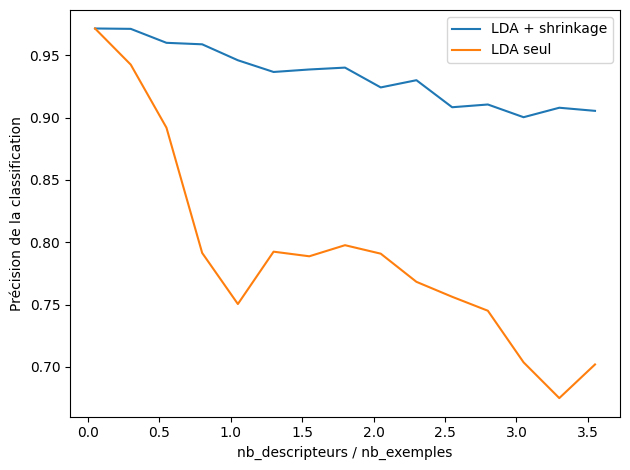 LDA + shrinkage
LDA seul
Précision de la classification
0.95
0.90
0.85
0.80
0.75
0.70
0.0 0.5 1.0 1.5 2.0 2.5 3.0 3.5
nb_descripteurs / nb_exemples